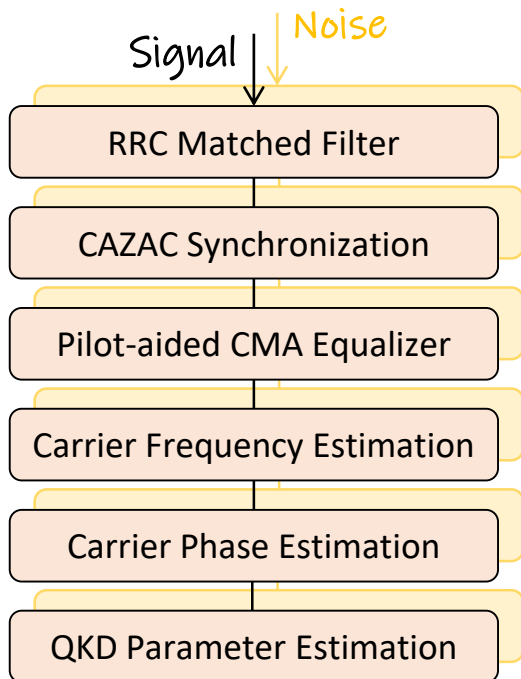 Noise
Signal
RRC Matched Filter
CAZAC Synchronization
Pilot-aided CMA Equalizer
Carrier Frequency Estimation
Carrier Phase Estimation
QKD Parameter Estimation